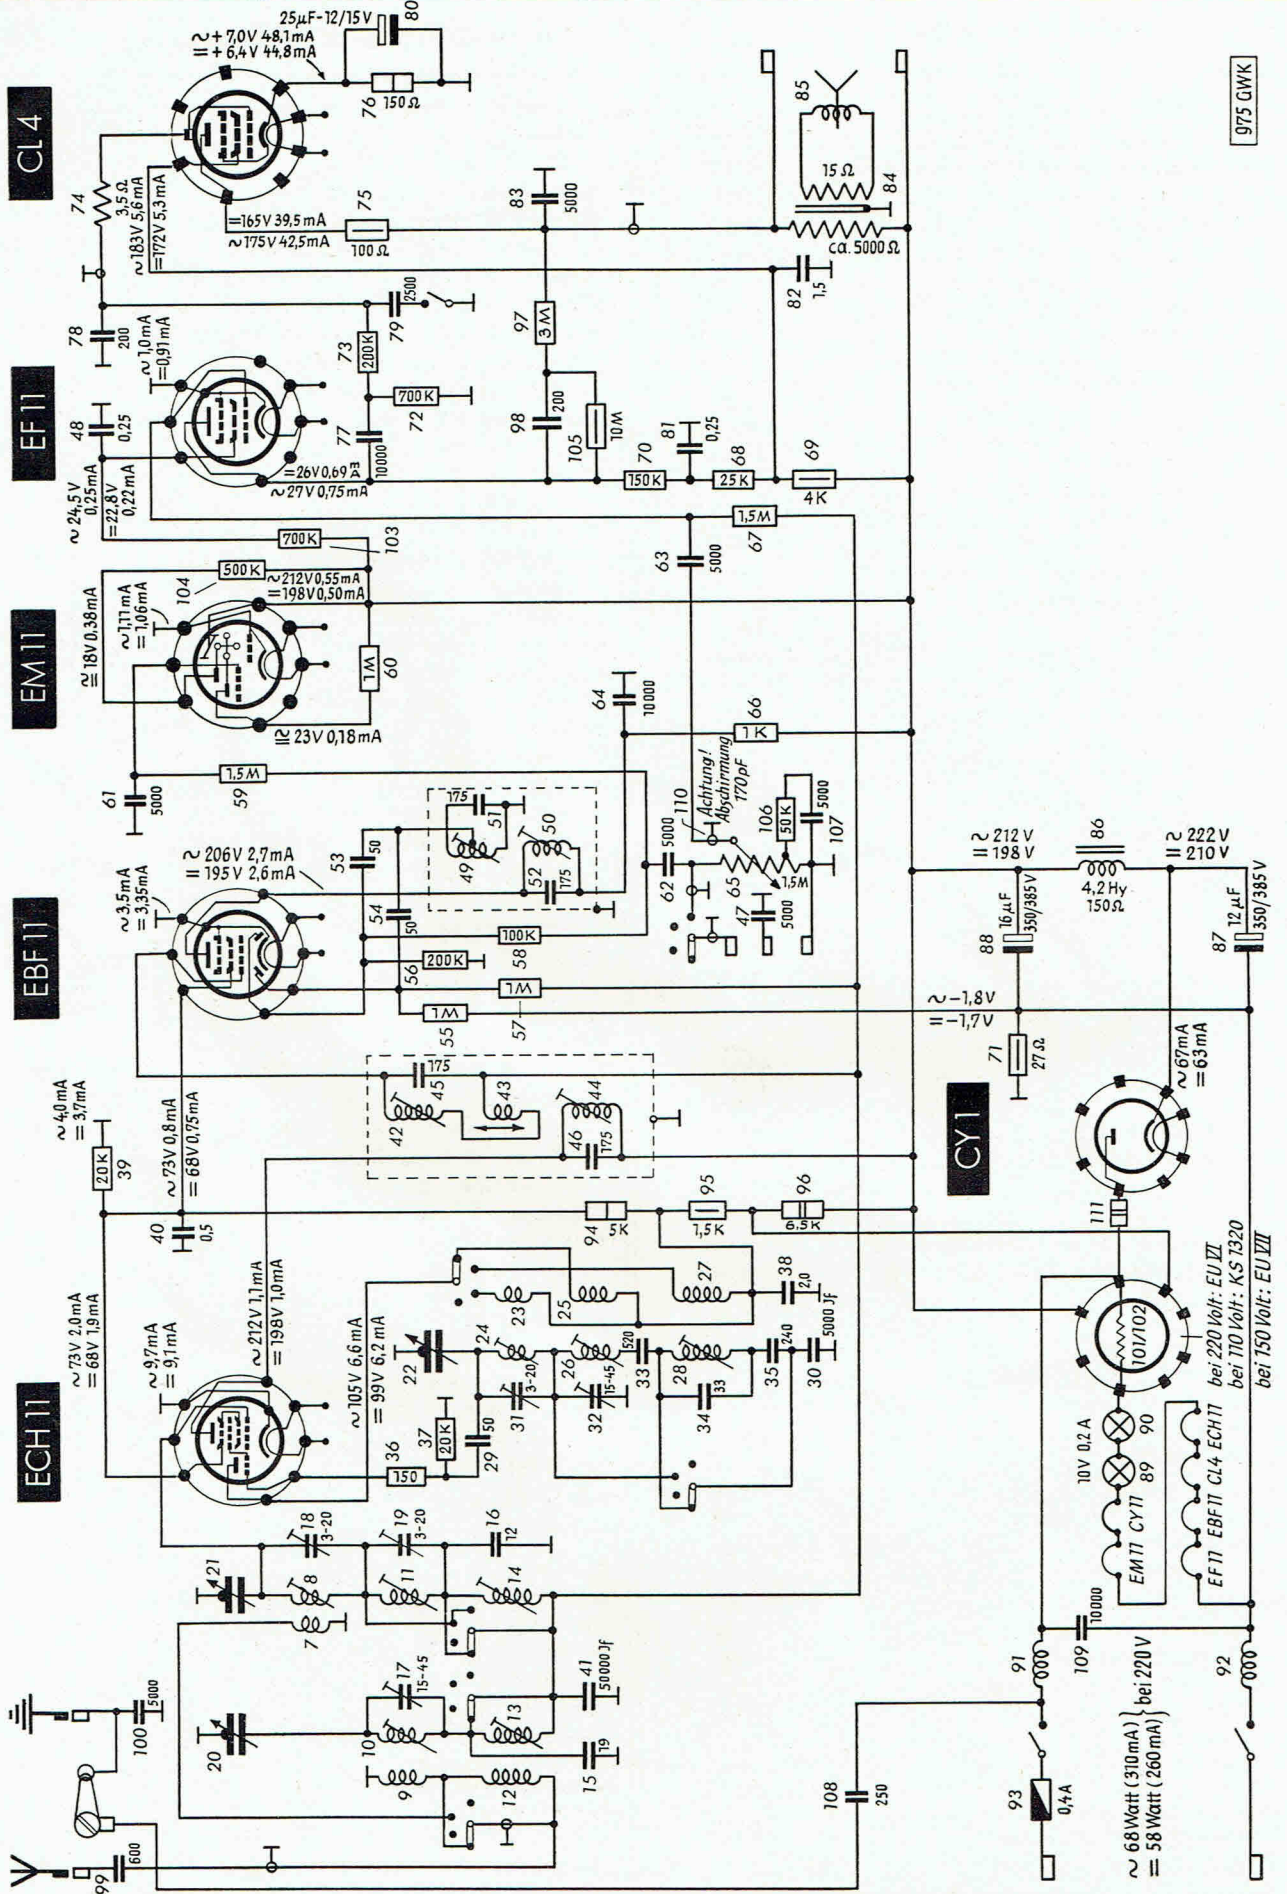 CL 4
EF 11
EM 11
EBF 11
ECH 11
CY 1
975 GWK
25µF-12/15V
80
~+7,0V 48,1mA
=+6,4V 44,8mA
76
150Ω
74
3,5Ω
~183V 5,6mA
=172V 5,3mA
=165V 39,5mA
~175V 42,5mA
75
100Ω
83
5000
85
15Ω
84
ca. 5000Ω
82
1,5
78
200
~1,0mA
=0,91mA
79
2500
73
200K
72
700K
77
10000
97
3M
98
200
105
48
0,25
~24,5V
0,25mA
=22,8V
0,22mA
=26V 0,69mA
~27V 0,75mA
70
150K
81
0,25
68
25K
69
4K
700K
103
500K
104
~212V 0,55mA
=198V 0,50mA
63
5000
1,5M
67
≂18V 0,38mA
~1,11mA
=1,06mA
≂23V 0,18mA
WL
60
64
10000
66
1K
61
5000
1,5M
59
175
51
49
50
52
175
53
50
54
50
~206V 2,7mA
=195V 2,6mA
~3,5mA
=3,35mA
110
Achtung!
Abschirmung
170pF
62
5000
65
1,5M
106
50K
107
5000
47
5000
100K
58
56
200K
WL
57
WL
55
~212V
=198V
86
4,2Hy
150Ω
~222V
=210V
88
16µF
350/385V
87
12µF
350/385V
~-1,8V
=-1,7V
71
27Ω
~67mA
=63mA
~4,0mA
=3,7mA
20K
39
~73V 0,8mA
=68V 0,75mA
40
0,5
175
45
42
43
44
46
175
94
5K
95
1,5K
96
6,5K
111
~73V 2,0mA
=68V 1,9mA
~9,7mA
=9,1mA
~212V 1,1mA
=198V 1,0mA
~105V 6,6mA
=99V 6,2mA
23
25
27
38
2,0
22
24
26
520
33
28
35
240
30
5000 Jf
31
3-20
32
15-45
34
33
36
150
37
20K
29
50
101/102
bei 220 Volt: EU VI
bei 110 Volt: KS 1320
bei 150 Volt: EU VII
10V 0,2A
89
90
EM11 CY11
EF11 EBF11 CL4 ECH11
18
3-20
19
3-20
16
12
21
8
11
14
7
20
10
17
15-45
13
41
50000Jf
15
19
9
12
100
5000
99
600
108
250
91
109
10000
92
93
0,4A
~68Watt (310mA)
=58Watt (260mA)
bei 220V